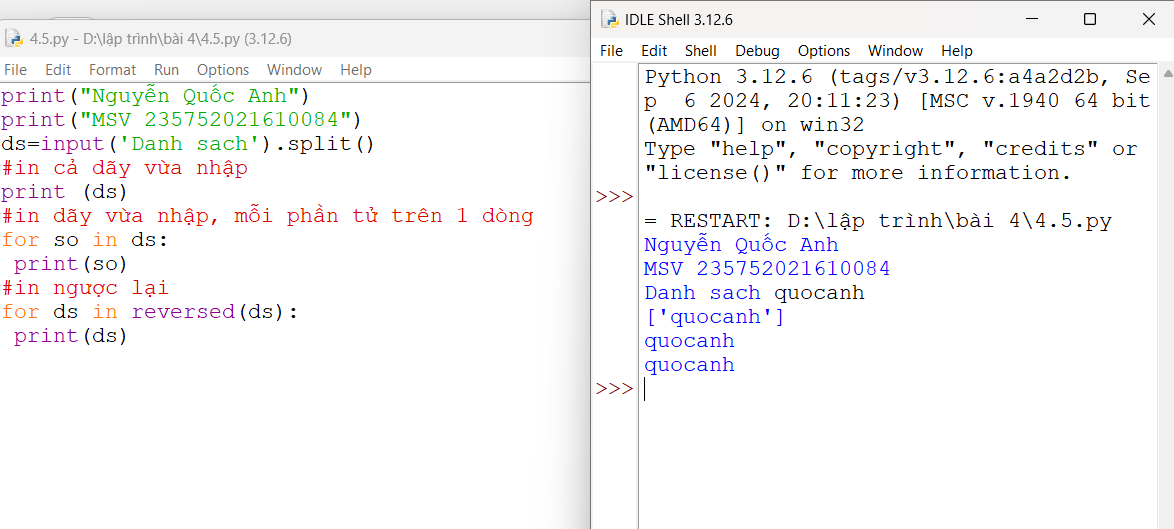 4.5.py - D:\lập trình\bài 4\4.5.py (3.12.6)
File Edit Format Run Options Window Help
print("Nguyễn Quốc Anh")
print("MSV 235752021610084")
ds=input('Danh sach').split()
#in cả dãy vừa nhập
print (ds)
#in dãy vừa nhập, mỗi phần tử trên 1 dòng
for so in ds:
 print(so)
#in ngược lại
for ds in reversed(ds):
 print(ds)
IDLE Shell 3.12.6
File Edit Shell Debug Options Window Help
Python 3.12.6 (tags/v3.12.6:a4a2d2b, Se
p  6 2024, 20:11:23) [MSC v.1940 64 bit
(AMD64)] on win32
Type "help", "copyright", "credits" or
"license()" for more information.
>>>
= RESTART: D:\lập trình\bài 4\4.5.py
Nguyễn Quốc Anh
MSV 235752021610084
Danh sach quocanh
['quocanh']
quocanh
quocanh
>>>